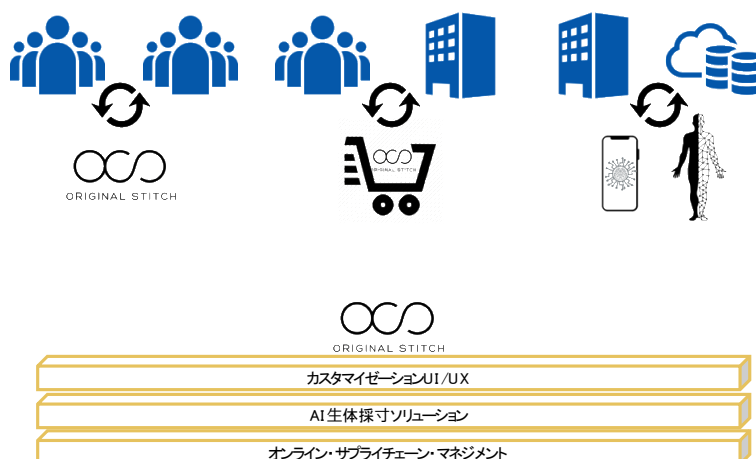 ORIGINAL STITCH
ORIGINAL STITCH
ORIGINAL STITCH
カスタマイゼーションUI/UX
AI生体採寸ソリューション
オンライン・サプライチェーン・マネジメント